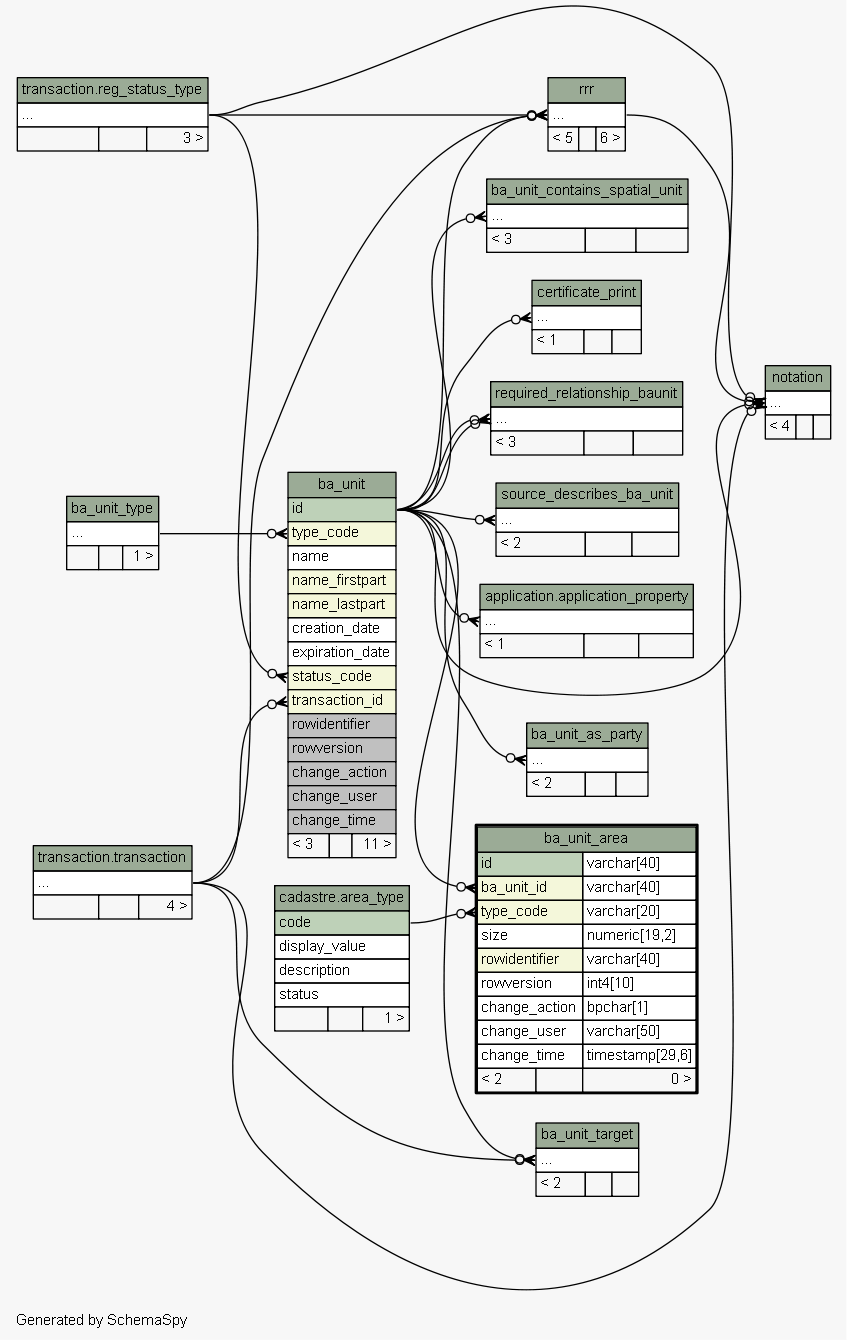 transaction.reg_status_type
...
3 >
rrr
...
< 5 6 >
ba_unit_contains_spatial_unit
...
< 3
certificate_print
...
< 1
notation
...
< 4
required_relationship_baunit
...
< 3
ba_unit_type
...
1 >
ba_unit
id
type_code
name
name_firstpart
name_lastpart
creation_date
expiration_date
status_code
transaction_id
rowidentifier
rowversion
change_action
change_user
change_time
< 3 11 >
source_describes_ba_unit
...
< 2
application.application_property
...
< 1
ba_unit_as_party
...
< 2
transaction.transaction
...
4 >
cadastre.area_type
code
display_value
description
status
1 >
ba_unit_area
id varchar[40]
ba_unit_id varchar[40]
type_code varchar[20]
size numeric[19,2]
rowidentifier varchar[40]
rowversion int4[10]
change_action bpchar[1]
change_user varchar[50]
change_time timestamp[29,6]
< 2 0 >
ba_unit_target
...
< 2
Generated by SchemaSpy